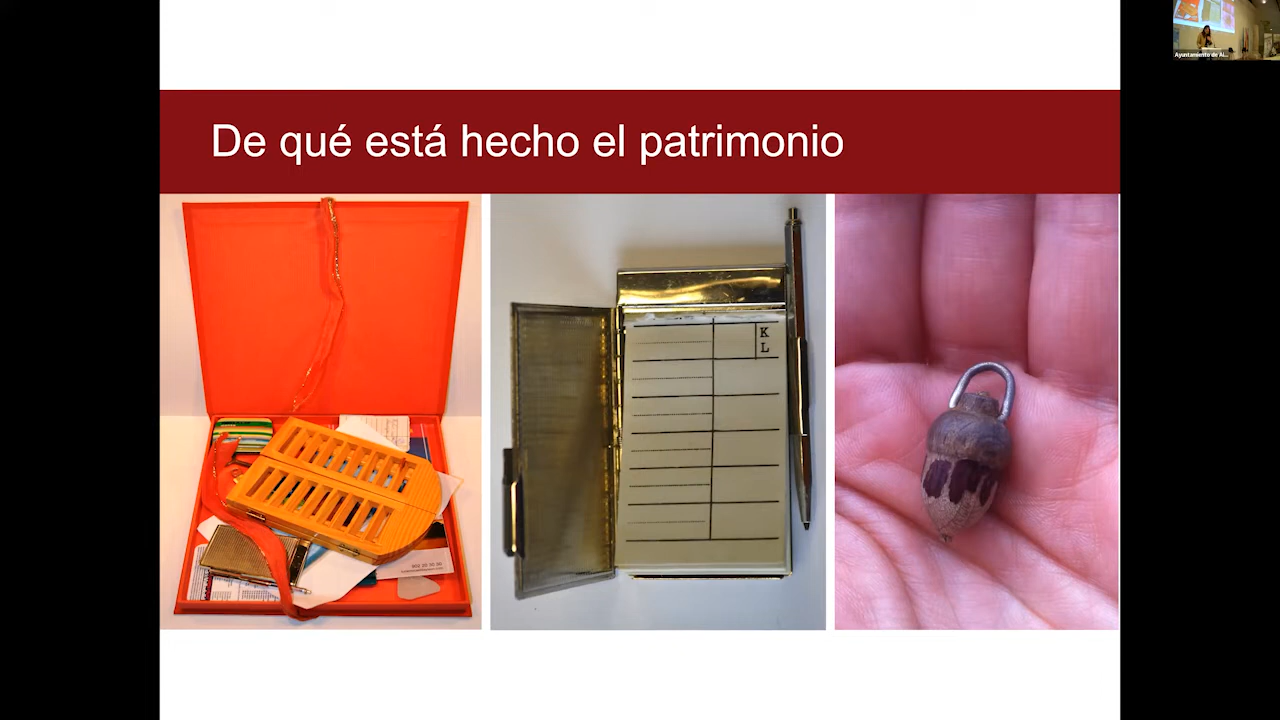 De qué está hecho el patrimonio
K
L
Ayuntamiento de Al...